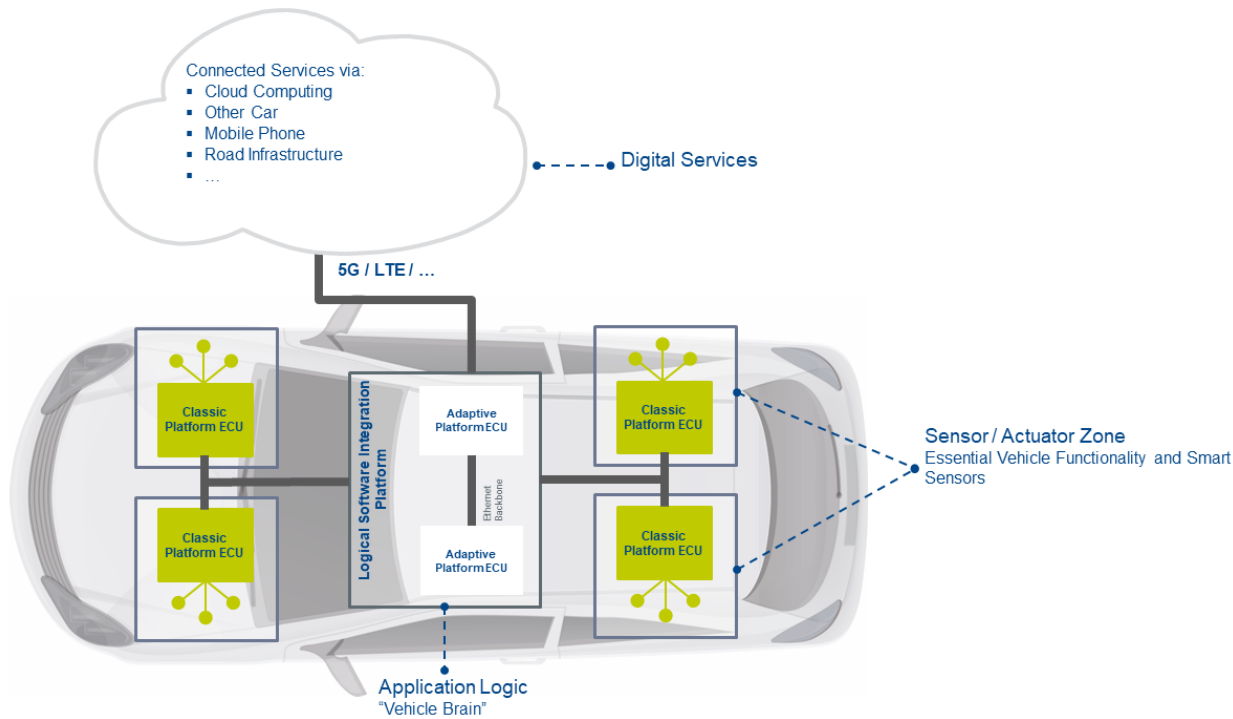 Connected Services via:
▪ Cloud Computing
▪ Other Car
▪ Mobile Phone
▪ Road Infrastructure
▪ …
Digital Services
5G / LTE / …
Classic
Platform ECU
Classic
Platform ECU
Logical Software Integration
Platform
Adaptive
Platform ECU
Ethernet
Backbone
Adaptive
Platform ECU
Classic
Platform ECU
Classic
Platform ECU
Sensor / Actuator Zone
Essential Vehicle Functionality and Smart
Sensors
Application Logic
“Vehicle Brain”